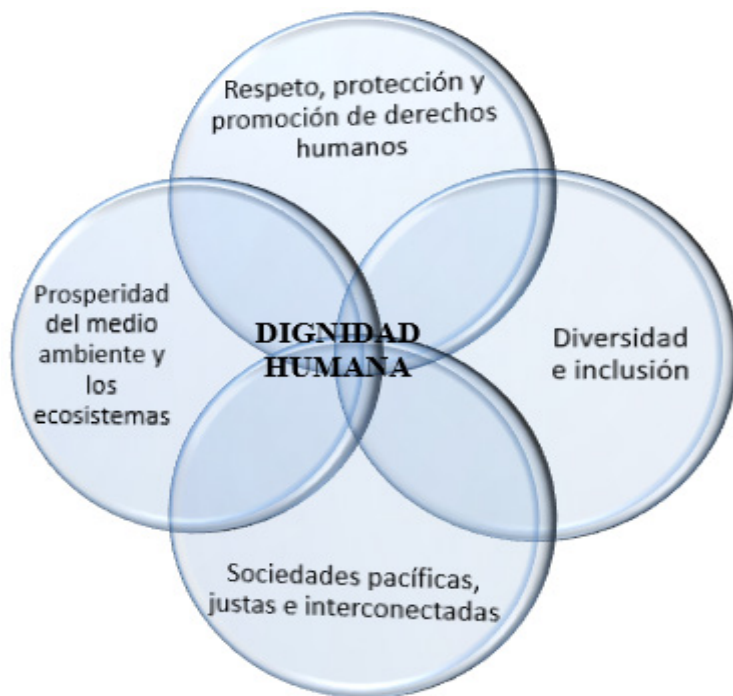 Respeto, protección y
promoción de derechos
humanos
Prosperidad
del medio
ambiente y
los
ecosistemas
DIGNIDAD
HUMANA
Diversidad
e inclusión
Sociedades pacíficas,
justas e interconectadas